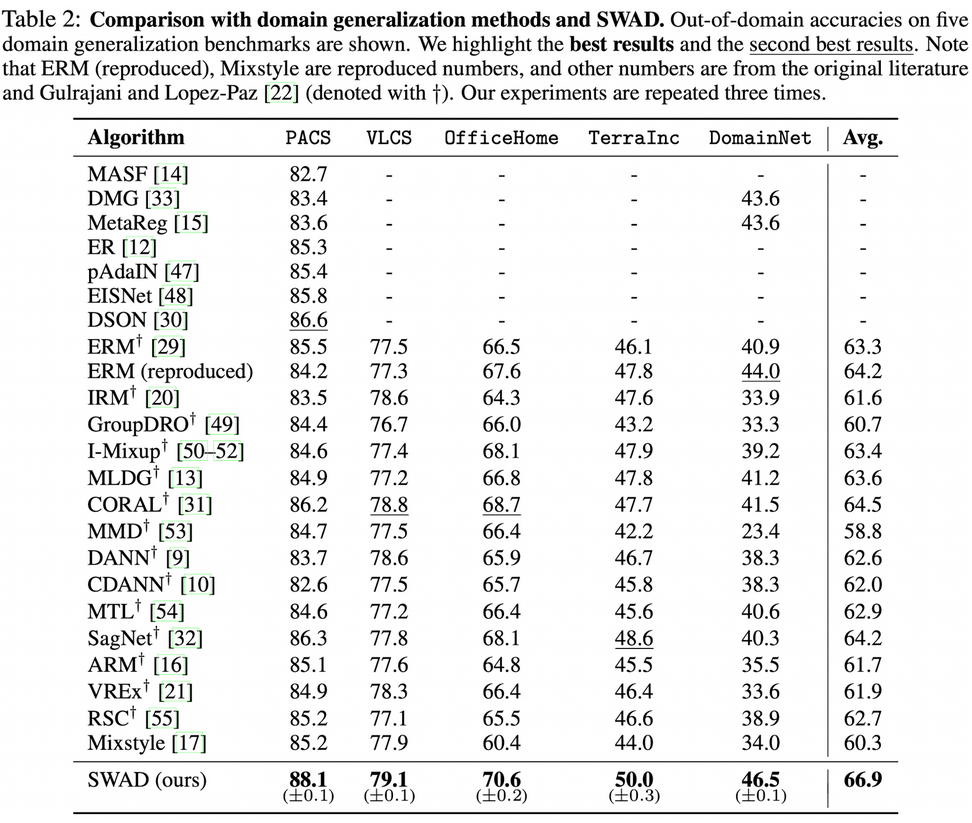 Table 2: Comparison with domain generalization methods and SWAD. Out-of-domain accuracies on five
domain generalization benchmarks are shown. We highlight the best results and the second best results. Note
that ERM (reproduced), Mixstyle are reproduced numbers, and other numbers are from the original literature
and Gulrajani and Lopez-Paz [22] (denoted with †). Our experiments are repeated three times.
Algorithm PACS VLCS OfficeHome TerraInc DomainNet Avg.
MASF [14] 82.7 - - - - -
DMG [33] 83.4 - - - 43.6 -
MetaReg [15] 83.6 - - - 43.6 -
ER [12] 85.3 - - - - -
pAdaIN [47] 85.4 - - - - -
EISNet [48] 85.8 - - - - -
DSON [30] 86.6 - - - - -
ERM† [29] 85.5 77.5 66.5 46.1 40.9 63.3
ERM (reproduced) 84.2 77.3 67.6 47.8 44.0 64.2
IRM† [20] 83.5 78.6 64.3 47.6 33.9 61.6
GroupDRO† [49] 84.4 76.7 66.0 43.2 33.3 60.7
I-Mixup† [50–52] 84.6 77.4 68.1 47.9 39.2 63.4
MLDG† [13] 84.9 77.2 66.8 47.8 41.2 63.6
CORAL† [31] 86.2 78.8 68.7 47.7 41.5 64.5
MMD† [53] 84.7 77.5 66.4 42.2 23.4 58.8
DANN† [9] 83.7 78.6 65.9 46.7 38.3 62.6
CDANN† [10] 82.6 77.5 65.7 45.8 38.3 62.0
MTL† [54] 84.6 77.2 66.4 45.6 40.6 62.9
SagNet† [32] 86.3 77.8 68.1 48.6 40.3 64.2
ARM† [16] 85.1 77.6 64.8 45.5 35.5 61.7
VREx† [21] 84.9 78.3 66.4 46.4 33.6 61.9
RSC† [55] 85.2 77.1 65.5 46.6 38.9 62.7
Mixstyle [17] 85.2 77.9 60.4 44.0 34.0 60.3
SWAD (ours) 88.1 79.1 70.6 50.0 46.5 66.9
(±0.1) (±0.1) (±0.2) (±0.3) (±0.1)